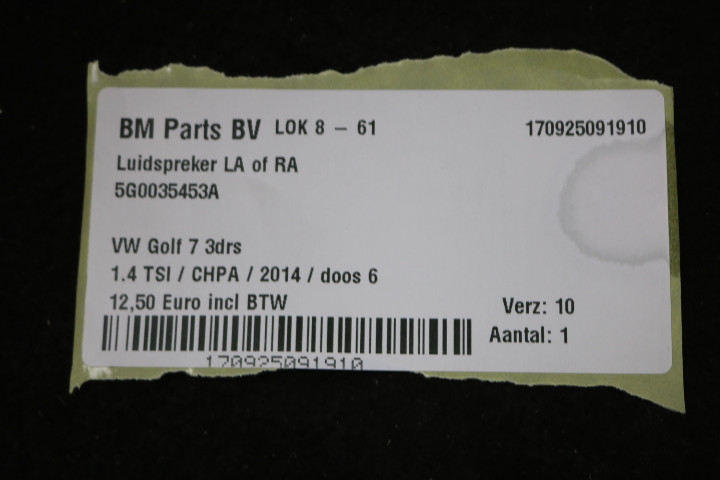 BM Parts BV LOK 8 - 61 170925091910
Luidspreker LA of RA
5G0035453A
VW Golf 7 3drs
1.4 TSI / CHPA / 2014 / doos 6
12,50 Euro incl BTW
Verz: 10
Aantal: 1
170925091910